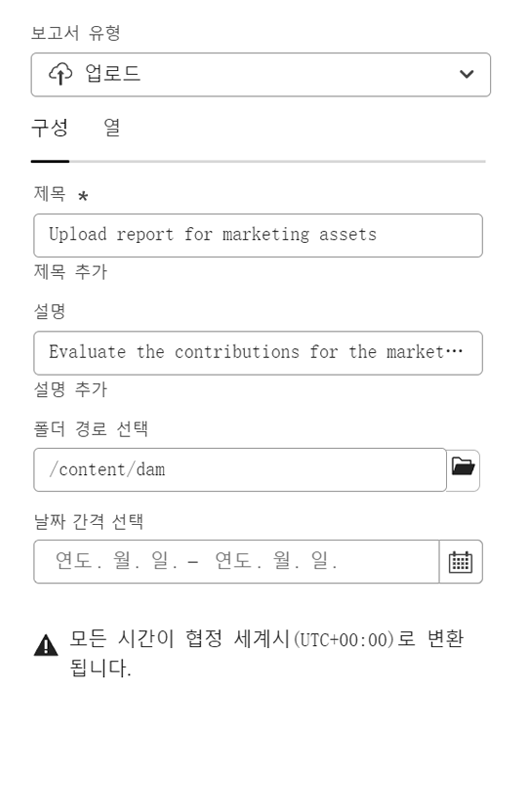 보고서 유형
업로드
구성 열
제목 *
Upload report for marketing assets
제목 추가
설명
Evaluate the contributions for the market···
설명 추가
폴더 경로 선택
/content/dam
날짜 간격 선택
연도. 월. 일. – 연도. 월. 일.
모든 시간이 협정 세계시(UTC+00:00)로 변환
됩니다.